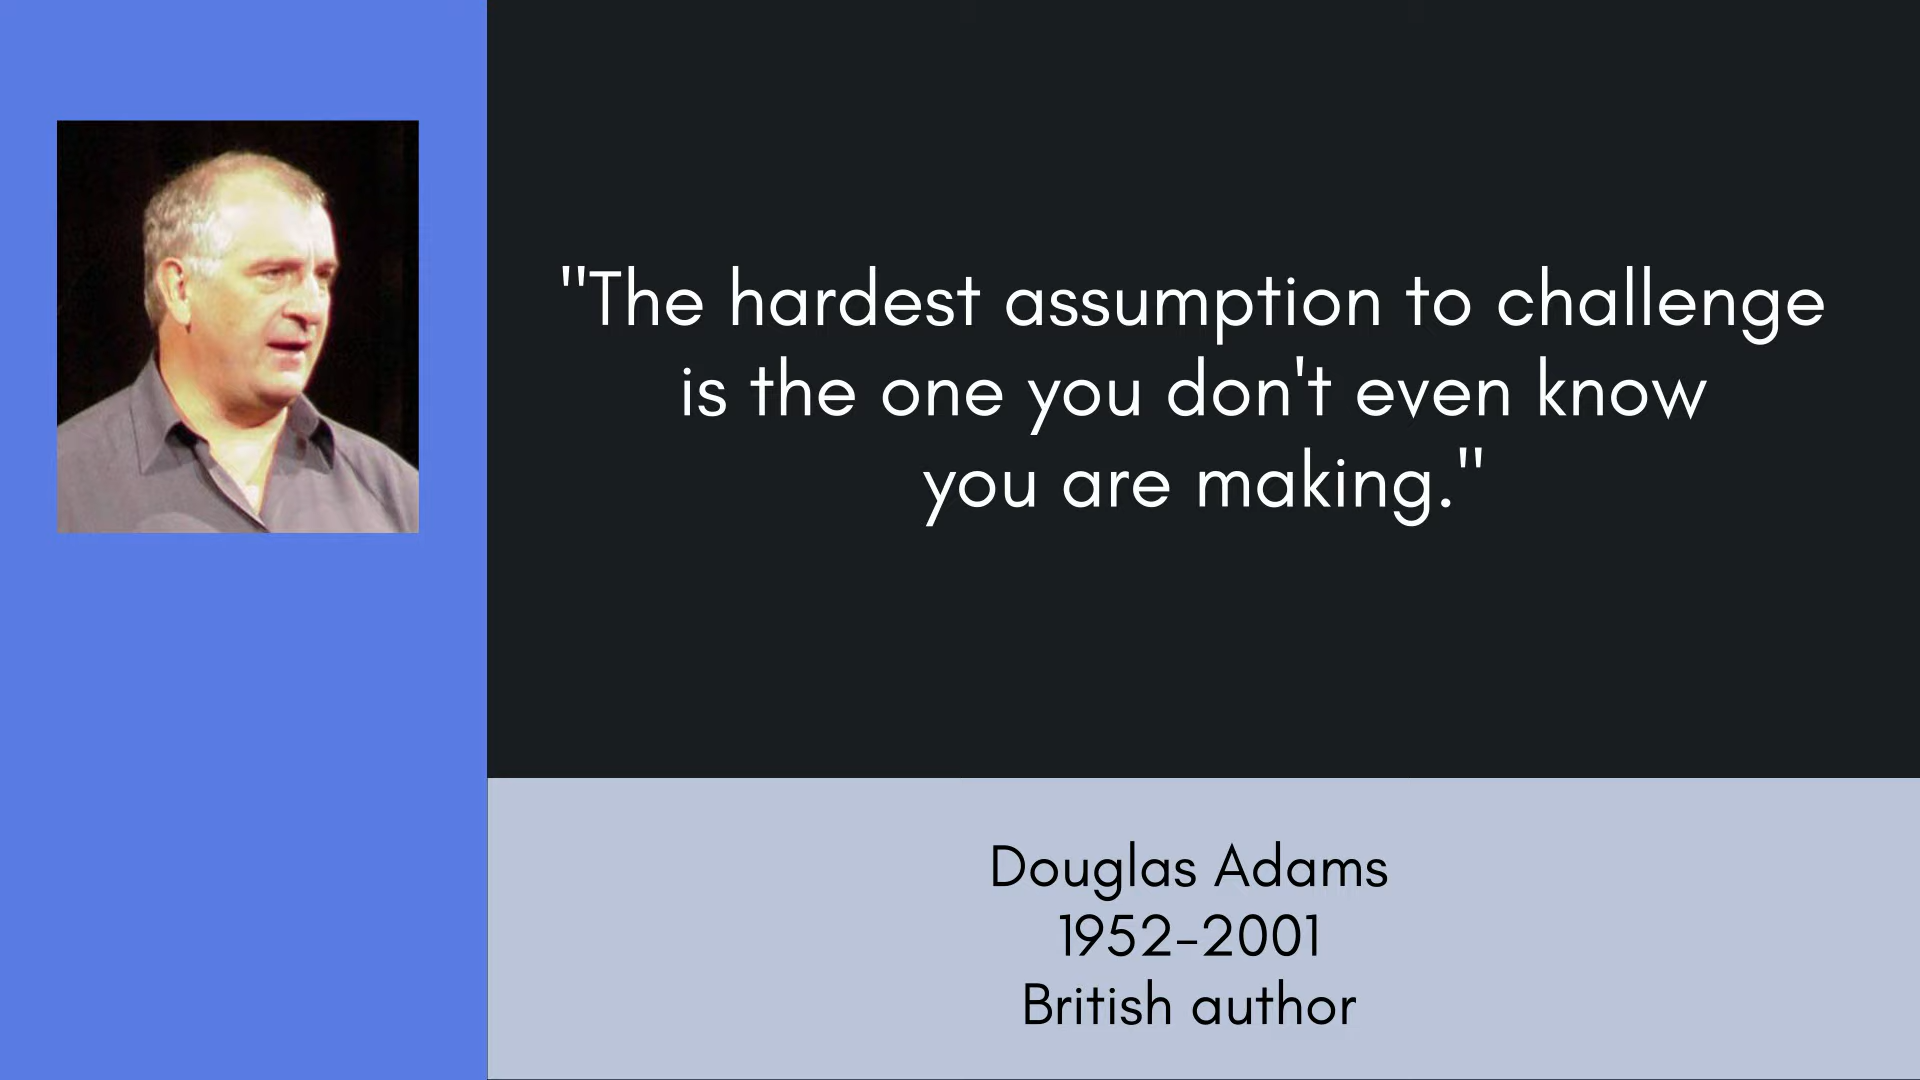 "The hardest assumption to challenge
is the one you don't even know
you are making."
Douglas Adams
1952-2001
British author